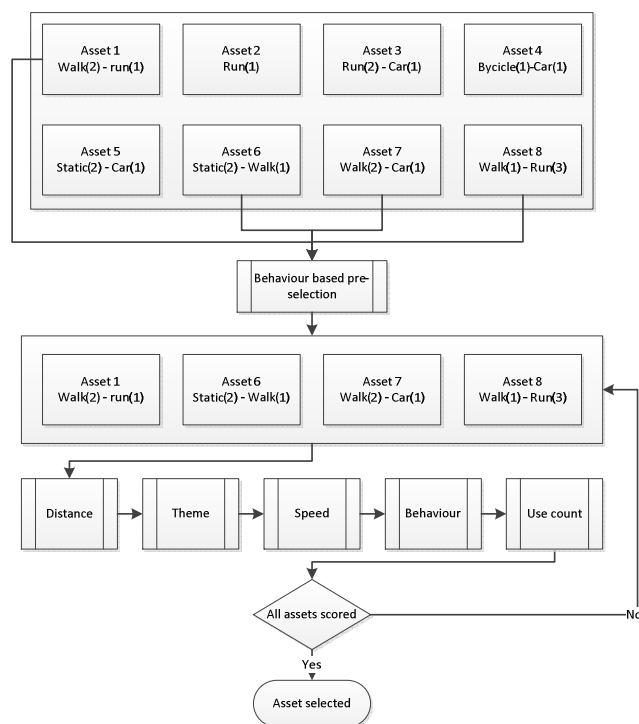 Asset 1
Walk(2) - run(1)
Asset 2
Run(1)
Asset 3
Run(2) - Car(1)
Asset 4
Bycicle(1)-Car(1)
Asset 5
Static(2) - Car(1)
Asset 6
Static(2) - Walk(1)
Asset 7
Walk(2) - Car(1)
Asset 8
Walk(1) - Run(3)
Behaviour based pre-
selection
Asset 1
Walk(2) - run(1)
Asset 6
Static(2) - Walk(1)
Asset 7
Walk(2) - Car(1)
Asset 8
Walk(1) - Run(3)
Distance
Theme
Speed
Behaviour
Use count
All assets scored
No
Yes
Asset selected